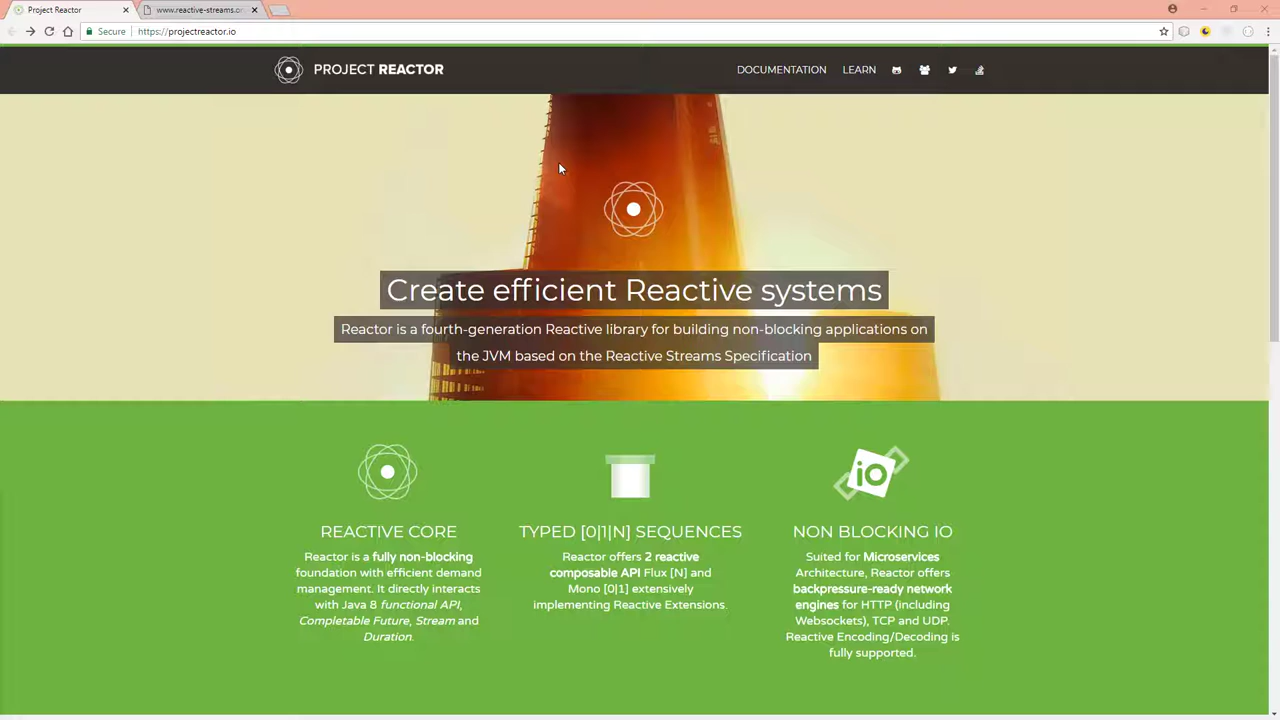 Project Reactor
www.reactive-streams.or
Secure
https://projectreactor.io
PROJECT REACTOR
DOCUMENTATION
LEARN
Create efficient Reactive systems
Reactor is a fourth-generation Reactive library for building non-blocking applications on
the JVM based on the Reactive Streams Specification
iO
REACTIVE CORE
Reactor is a fully non-blocking
foundation with efficient demand
management. It directly interacts
with Java 8 functional API,
Completable Future, Stream and
Duration.
TYPED [0|1|N] SEQUENCES
Reactor offers 2 reactive
composable API Flux [N] and
Mono [0|1] extensively
implementing Reactive Extensions.
NON BLOCKING IO
Suited for Microservices
Architecture, Reactor offers
backpressure-ready network
engines for HTTP (including
Websockets), TCP and UDP.
Reactive Encoding/Decoding is
fully supported.